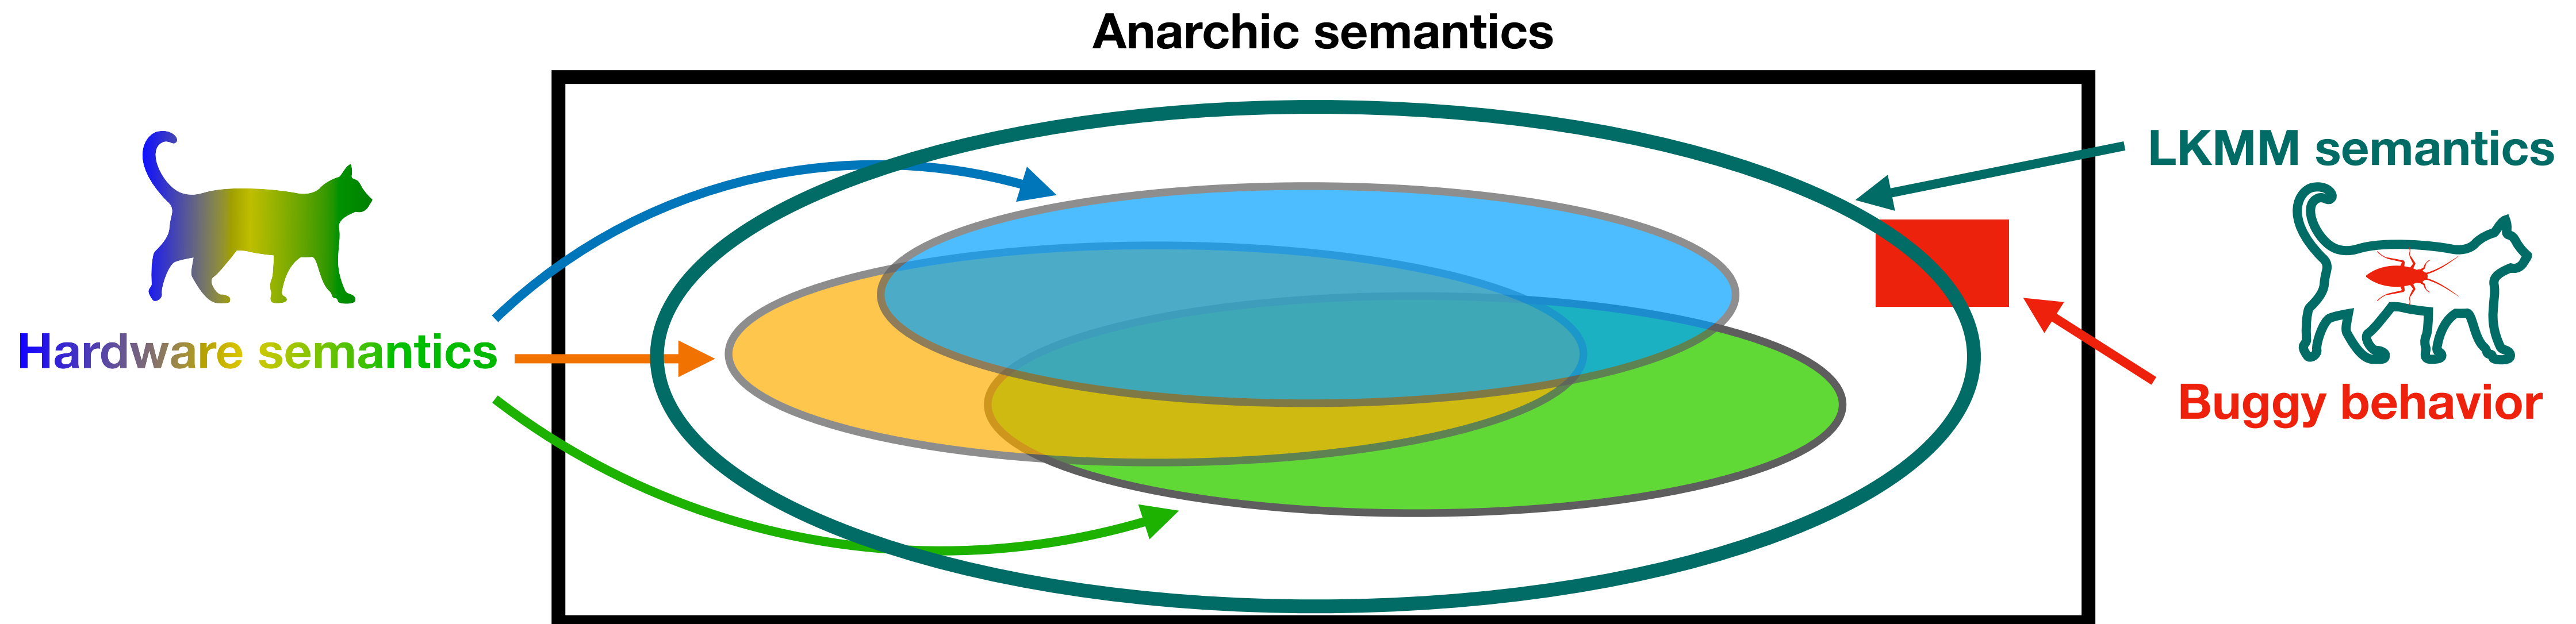 Anarchic semantics
Hardware semantics
LKMM semantics
Buggy behavior